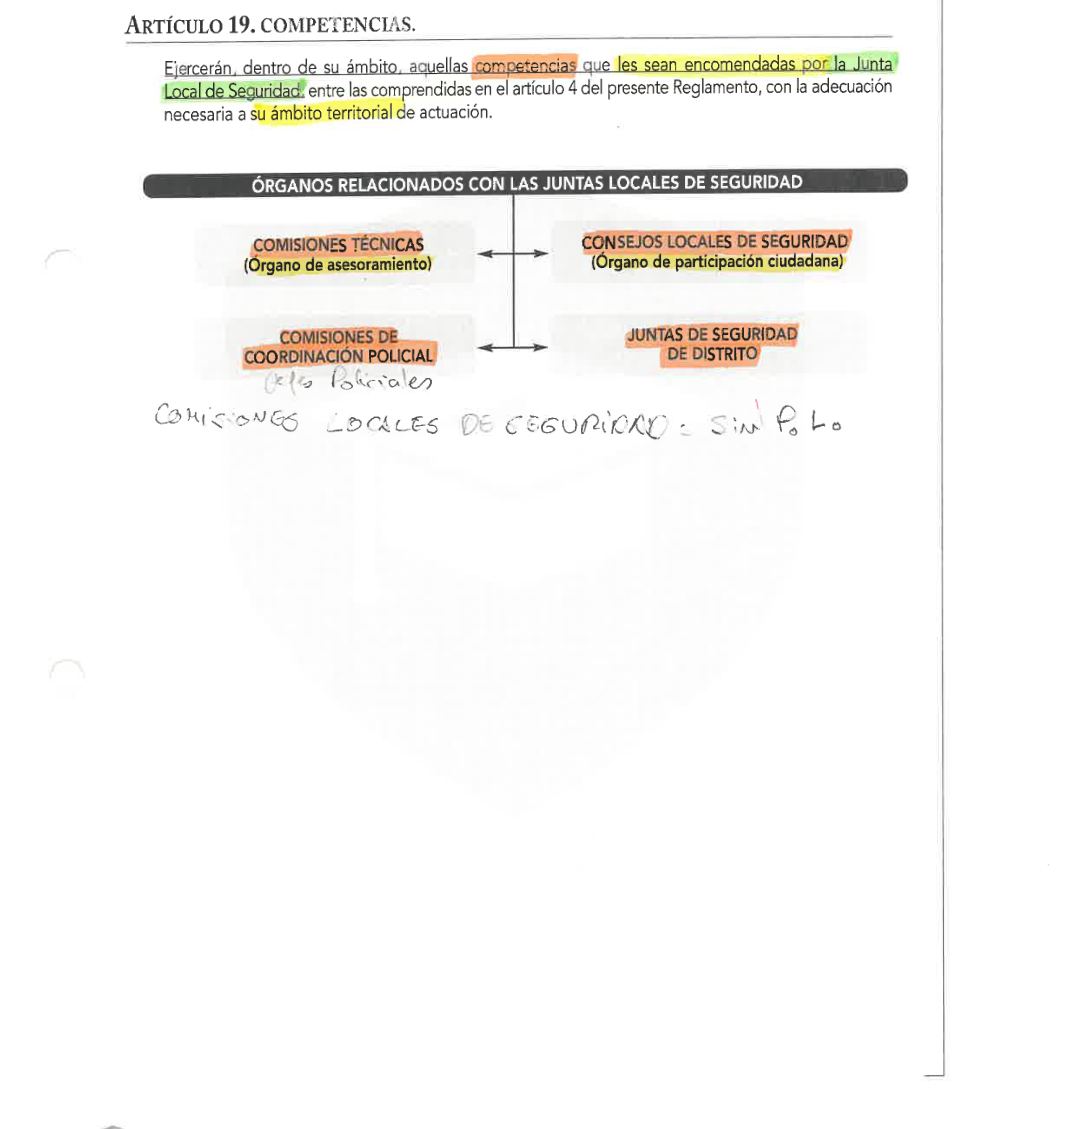 ARTÍCULO 19. COMPETENCIAS.
Ejercerán, dentro de su ámbito, aquellas competencias que les sean encomendadas por la Junta
Local de Seguridad, entre las comprendidas en el artículo 4 del presente Reglamento, con la adecuación
necesaria a su ámbito territorial de actuación.
ÓRGANOS RELACIONADOS CON LAS JUNTAS LOCALES DE SEGURIDAD
COMISIONES TÉCNICAS
(Órgano de asesoramiento)
CONSEJOS LOCALES DE SEGURIDAD
(Órgano de participación ciudadana)
COMISIONES DE
COORDINACIÓN POLICIAL
JUNTAS DE SEGURIDAD
DE DISTRITO
Jefes Policiales
COMISIONES LOCALES DE SEGURIDAD: SIN P.L.